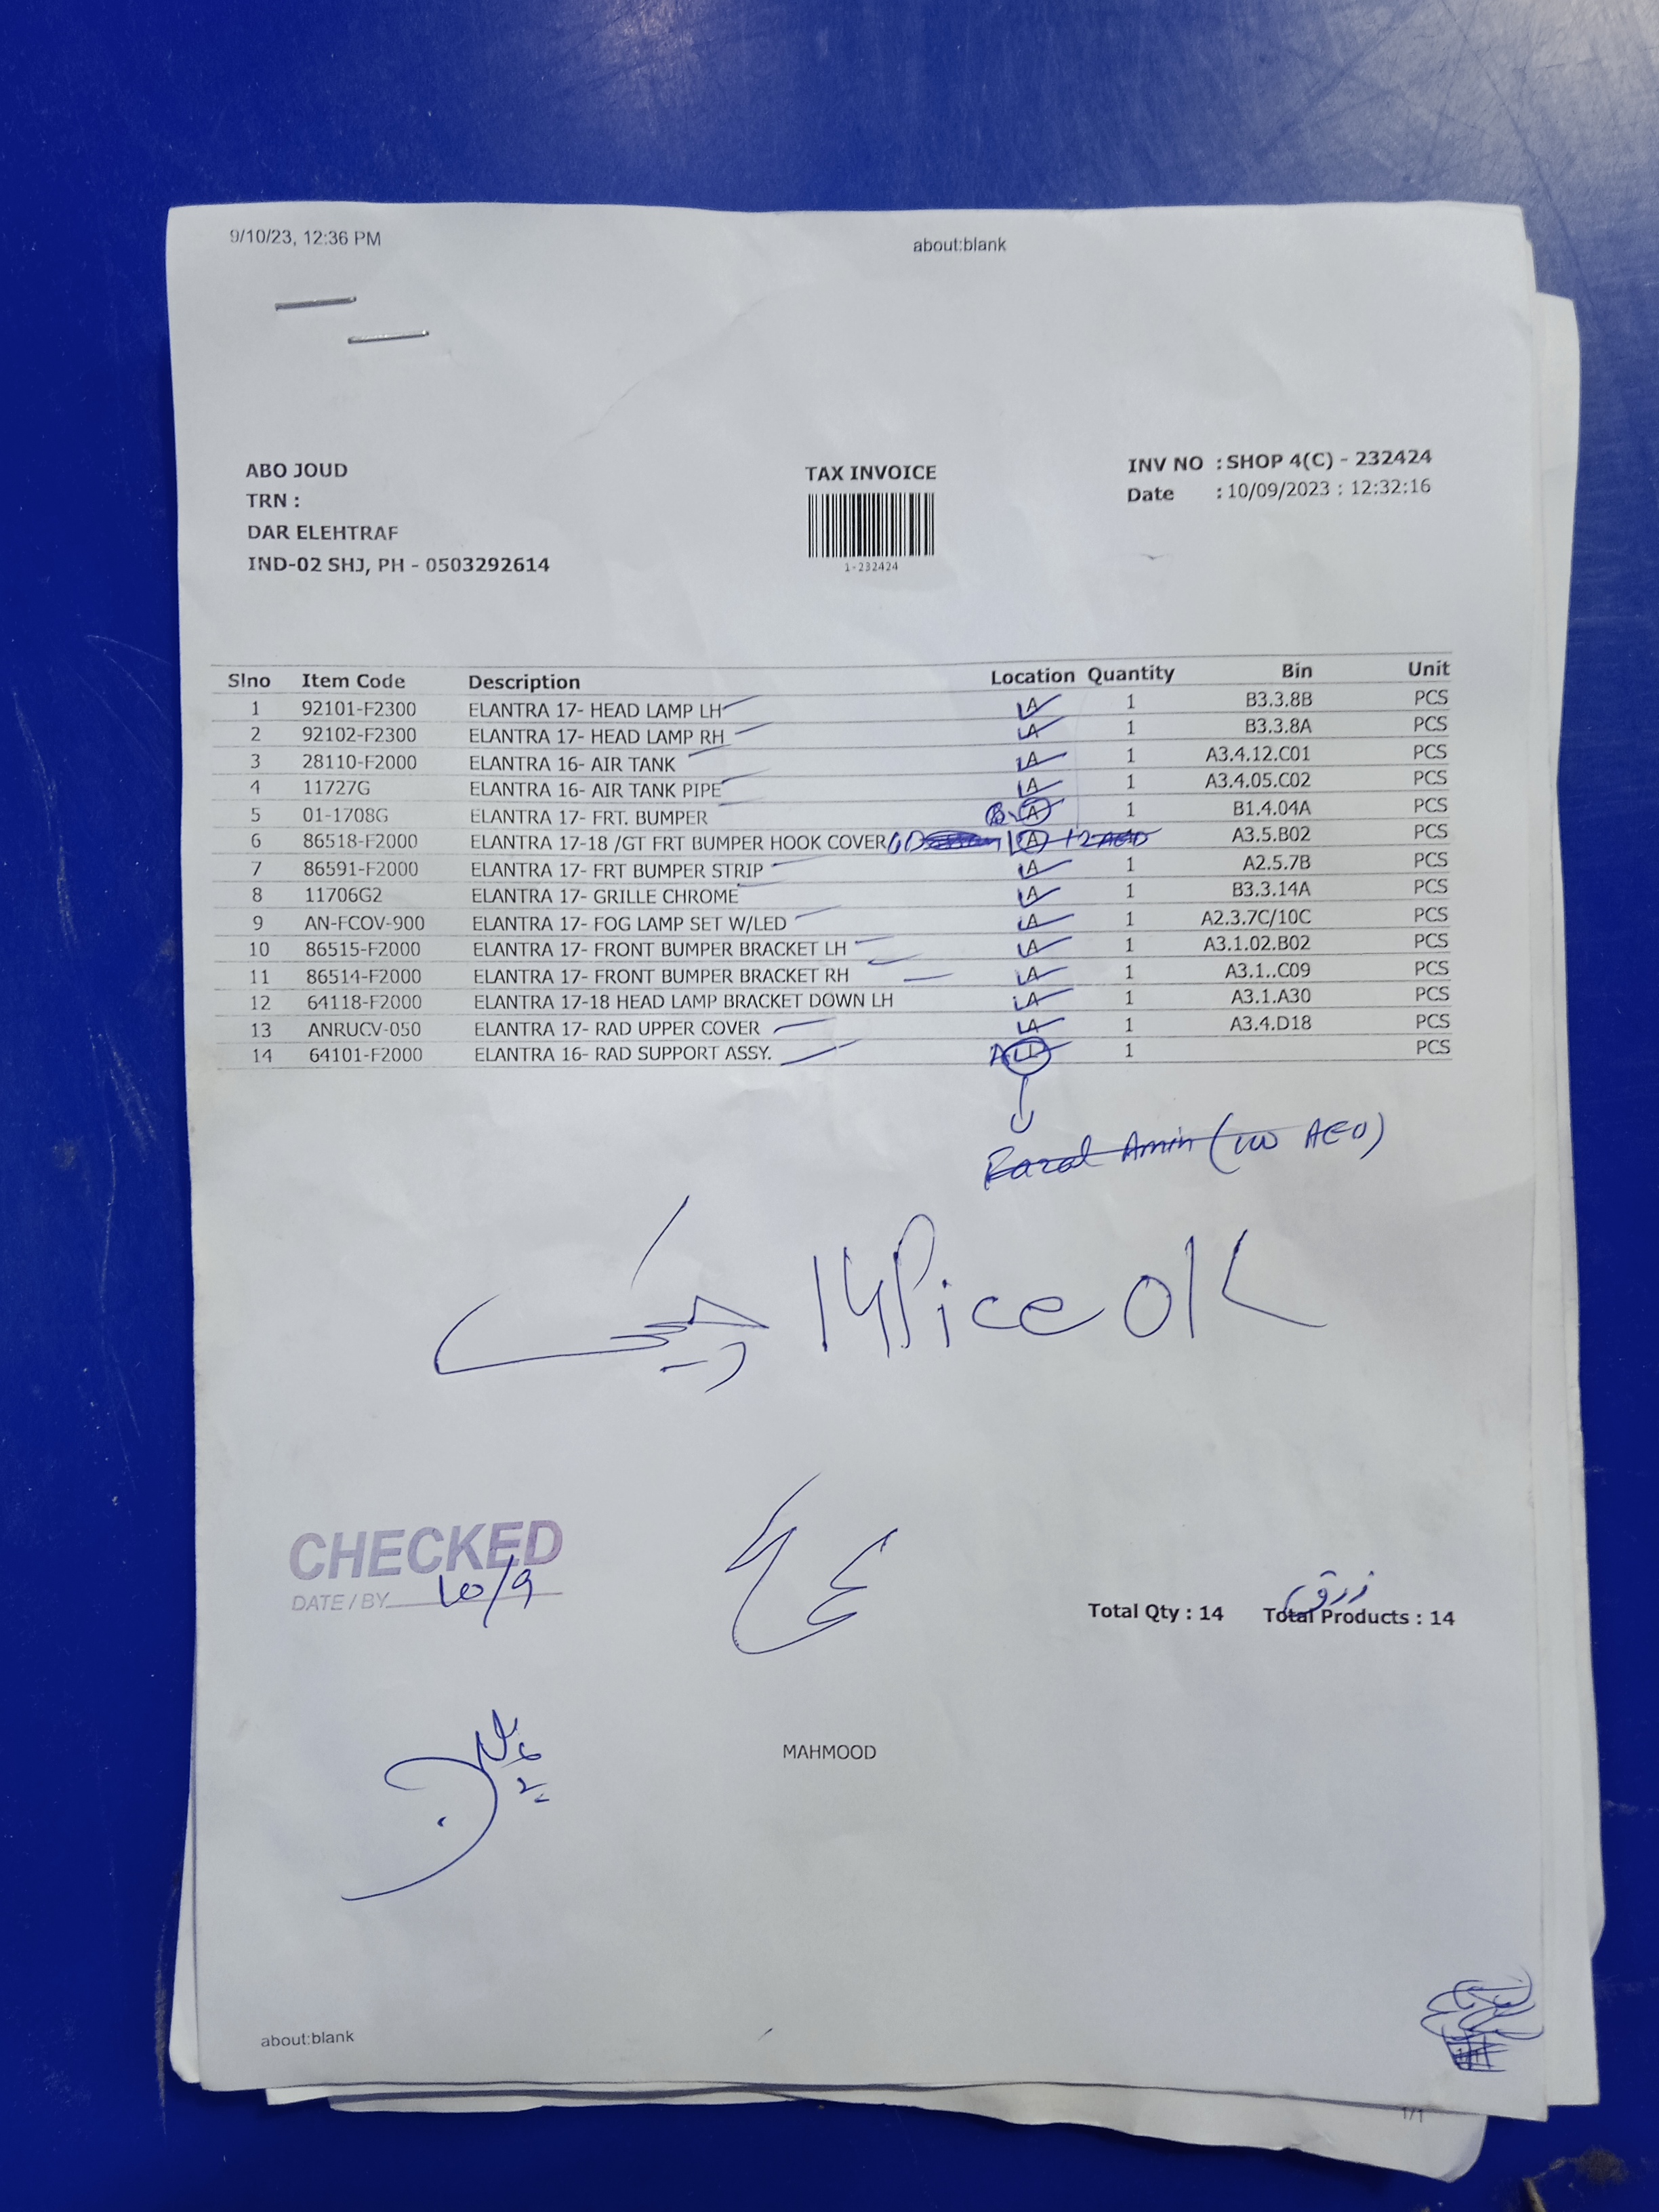 9/10/23, 12:36 PM about:blank
ABO JOUD TAX INVOICE INV NO : SHOP 4(C) - 232424
TRN : Date : 10/09/2023 : 12:32:16
DAR ELEHTRAF
IND-02 SHJ, PH - 0503292614 1-232424
Slno Item Code Description Location Quantity Bin Unit
1 92101-F2300 ELANTRA 17- HEAD LAMP LH A 1 B3.3.8B PCS
2 92102-F2300 ELANTRA 17- HEAD LAMP RH A 1 B3.3.8A PCS
3 28110-F2000 ELANTRA 16- AIR TANK A 1 A3.4.12.C01 PCS
4 11727G ELANTRA 16- AIR TANK PIPE A 1 A3.4.05.C02 PCS
5 01-1708G ELANTRA 17- FRT. BUMPER A 1 B1.4.04A PCS
6 86518-F2000 ELANTRA 17-18 /GT FRT BUMPER HOOK COVER A A3.5.B02 PCS
7 86591-F2000 ELANTRA 17- FRT BUMPER STRIP A 1 A2.5.7B PCS
8 11706G2 ELANTRA 17- GRILLE CHROME A 1 B3.3.14A PCS
9 AN-FCOV-900 ELANTRA 17- FOG LAMP SET W/LED A 1 A2.3.7C/10C PCS
10 86515-F2000 ELANTRA 17- FRONT BUMPER BRACKET LH A 1 A3.1.02.B02 PCS
11 86514-F2000 ELANTRA 17- FRONT BUMPER BRACKET RH A 1 A3.1..C09 PCS
12 64118-F2000 ELANTRA 17-18 HEAD LAMP BRACKET DOWN LH A 1 A3.1.A30 PCS
13 ANRUCV-050 ELANTRA 17- RAD UPPER COVER A 1 A3.4.D18 PCS
14 64101-F2000 ELANTRA 16- RAD SUPPORT ASSY. 1 PCS
Amin
چیک 14 Pice OK
CHECKED
DATE / BY 10/9
Total Qty : 14 Total Products : 14
MAHMOOD
about:blank
1/1